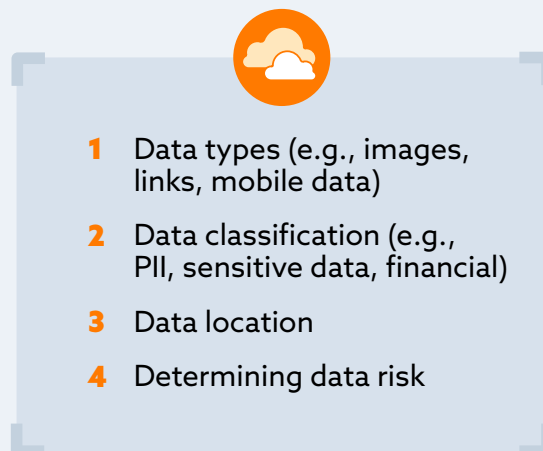 1 Data types (e.g., images,
links, mobile data)
2 Data classification (e.g.,
PII, sensitive data, financial)
3 Data location
4 Determining data risk